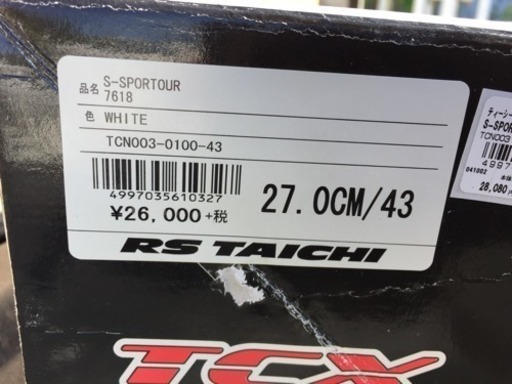 品名 S-SPORTOUR
7618
色 WHITE
TCN003-0100-43
4997035610327
¥26,000+税
27.0CM/43
RS TAICHI
ティーシー
S-SPOR
TCN003
4997
041002
28,080
TCX